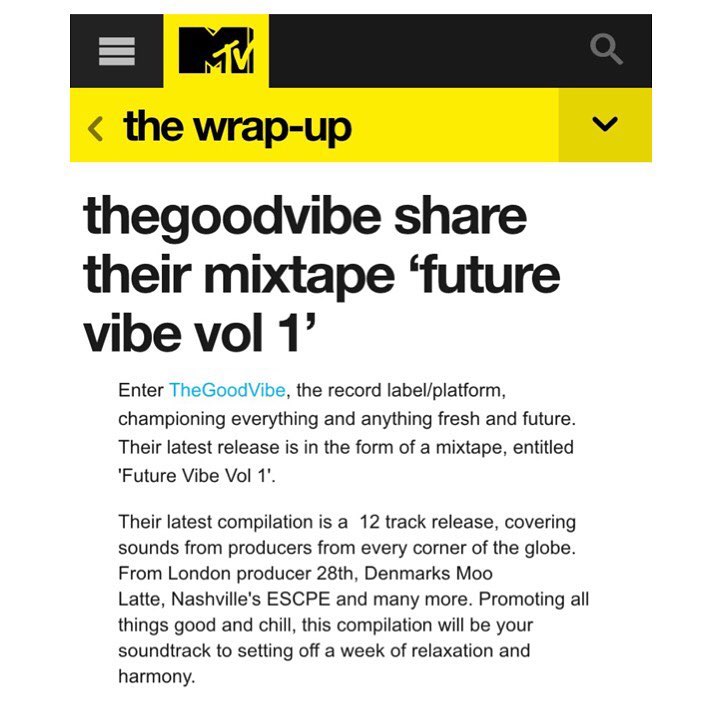 MTV
the wrap-up
thegoodvibe share
their mixtape ‘future
vibe vol 1’
Enter TheGoodVibe, the record label/platform,
championing everything and anything fresh and future.
Their latest release is in the form of a mixtape, entitled
'Future Vibe Vol 1'.
Their latest compilation is a  12 track release, covering
sounds from producers from every corner of the globe.
From London producer 28th, Denmarks Moo
Latte, Nashville's ESCPE and many more. Promoting all
things good and chill, this compilation will be your
soundtrack to setting off a week of relaxation and
harmony.